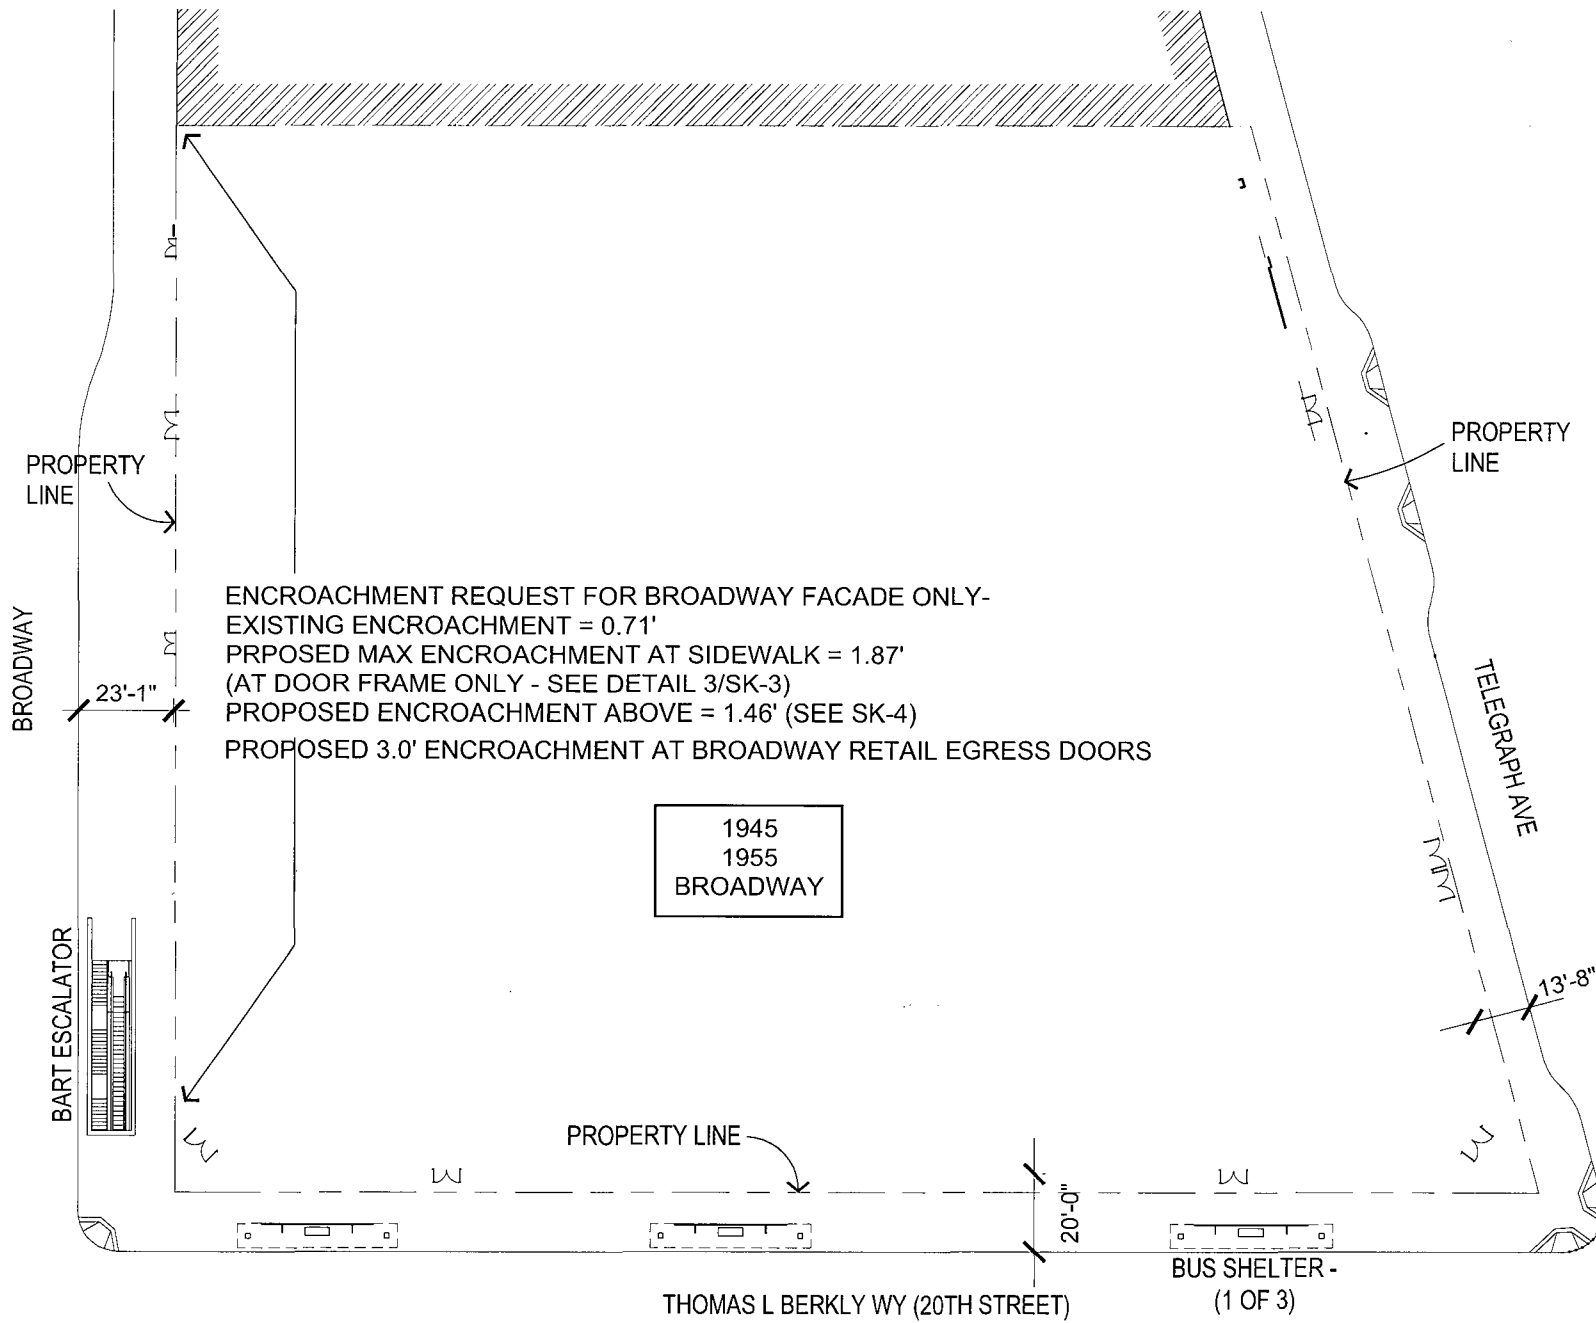 PROPERTY
LINE
PROPERTY
LINE
ENCROACHMENT REQUEST FOR BROADWAY FACADE ONLY-
EXISTING ENCROACHMENT = 0.71'
PRPOSED MAX ENCROACHMENT AT SIDEWALK = 1.87'
(AT DOOR FRAME ONLY - SEE DETAIL 3/SK-3)
PROPOSED ENCROACHMENT ABOVE = 1.46' (SEE SK-4)
PROPOSED 3.0' ENCROACHMENT AT BROADWAY RETAIL EGRESS DOORS
BROADWAY
23'-1"
TELEGRAPH AVE
1945
1955
BROADWAY
BART ESCALATOR
13'-8"
PROPERTY LINE
20'-0"
BUS SHELTER -
(1 OF 3)
THOMAS L BERKLY WY (20TH STREET)